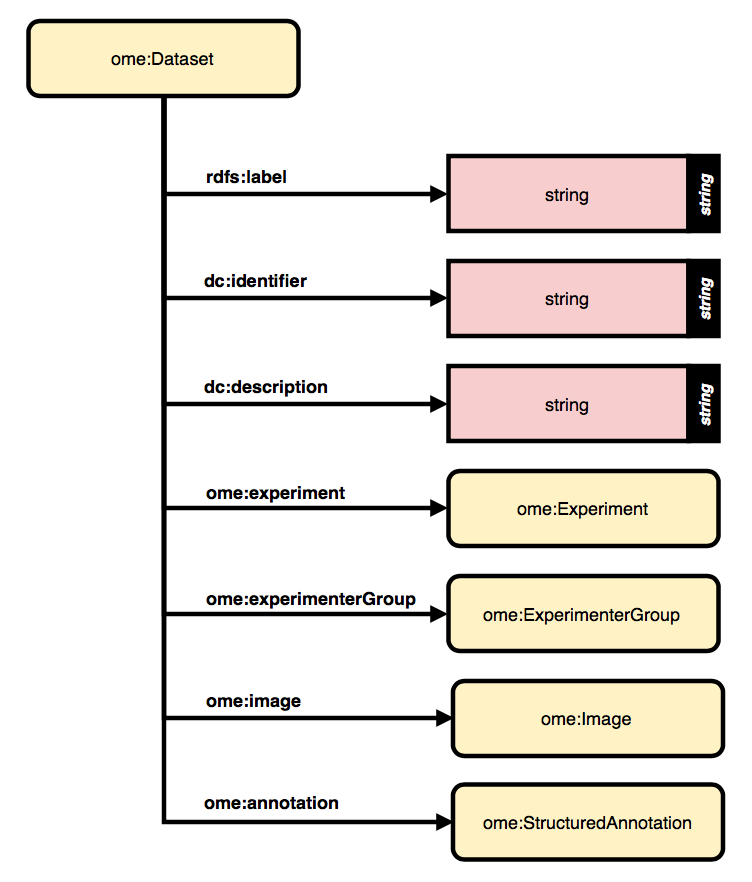 ome:Dataset
rdfs:label
string
string
dc:identifier
string
string
dc:description
string
string
ome:experiment
ome:Experiment
ome:experimenterGroup
ome:ExperimenterGroup
ome:image
ome:Image
ome:annotation
ome:StructuredAnnotation